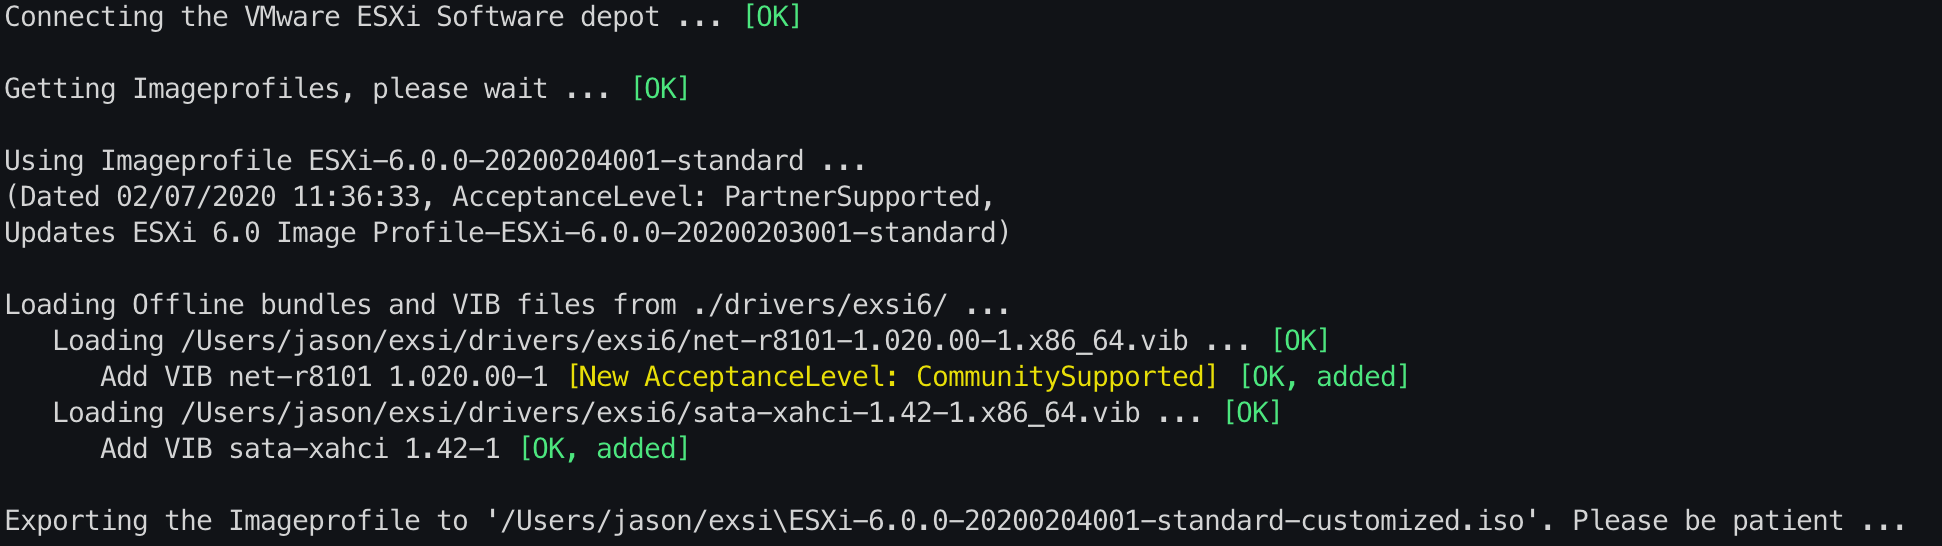 Connecting the VMware ESXi Software depot ... [OK]
Getting Imageprofiles, please wait ... [OK]
Using Imageprofile ESXi-6.0.0-20200204001-standard ...
(Dated 02/07/2020 11:36:33, AcceptanceLevel: PartnerSupported,
Updates ESXi 6.0 Image Profile-ESXi-6.0.0-20200203001-standard)
Loading Offline bundles and VIB files from ./drivers/exsi6/ ...
Loading /Users/jason/exsi/drivers/exsi6/net-r8101-1.020.00-1.x86_64.vib ... [OK]
Add VIB net-r8101 1.020.00-1 [New AcceptanceLevel: CommunitySupported] [OK, added]
Loading /Users/jason/exsi/drivers/exsi6/sata-xahci-1.42-1.x86_64.vib ... [OK]
Add VIB sata-xahci 1.42-1 [OK, added]
Exporting the Imageprofile to '/Users/jason/exsi\ESXi-6.0.0-20200204001-standard-customized.iso'. Please be patient ...